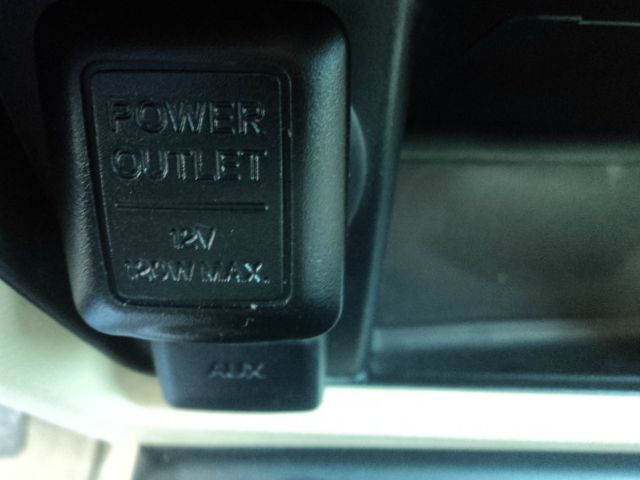 POWER
OUTLET
12V
120W MAX.
AUX